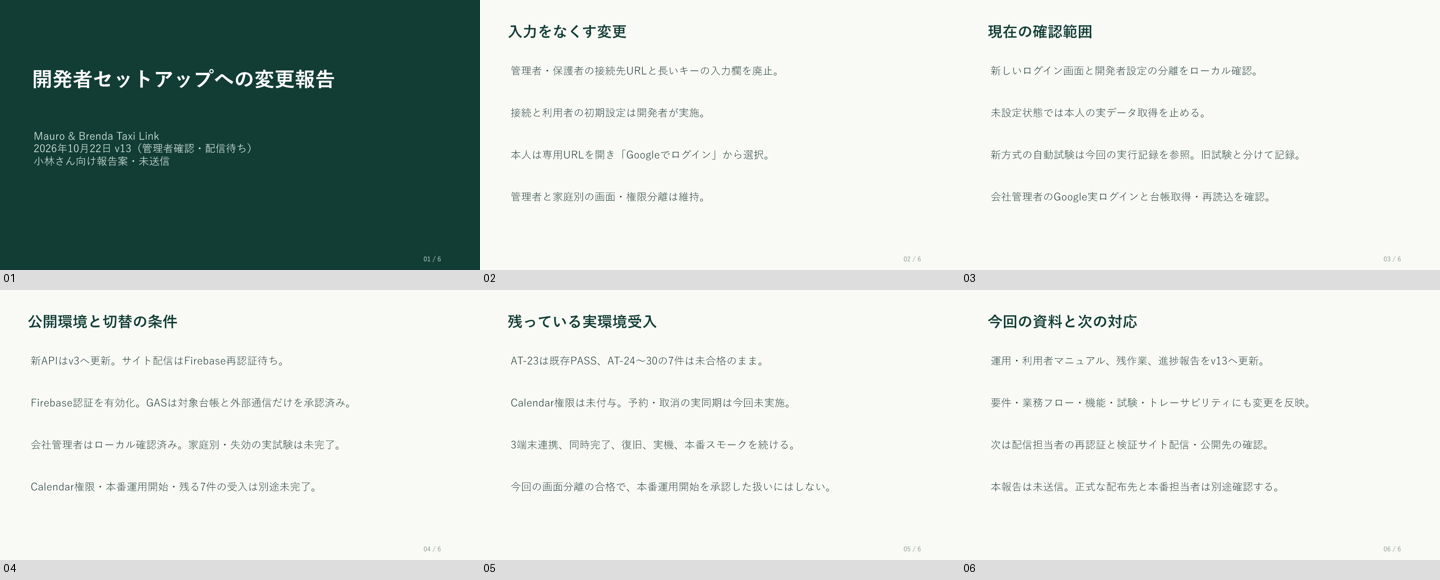 開発者セットアップへの変更報告
Mauro & Brenda Taxi Link
2026年10月22日 v13（管理者確認・配信待ち）
小林さん向け報告案・未送信
01 / 6
01
入力をなくす変更
管理者・保護者の接続先URLと長いキーの入力欄を廃止。
接続と利用者の初期設定は開発者が実施。
本人は専用URLを開き「Googleでログイン」から選択。
管理者と家庭別の画面・権限分離は維持。
02 / 6
02
現在の確認範囲
新しいログイン画面と開発者設定の分離をローカル確認。
未設定状態では本人の実データ取得を止める。
新方式の自動試験は今回の実行記録を参照。旧試験と分けて記録。
会社管理者のGoogle実ログインと台帳取得・再読込を確認。
03 / 6
03
公開環境と切替の条件
新APIはv3へ更新。サイト配信はFirebase再認証待ち。
Firebase認証を有効化。GASは対象台帳と外部通信だけを承認済み。
会社管理者はローカル確認済み。家庭別・失効の実試験は未完了。
Calendar権限・本番運用開始・残る7件の受入は別途未完了。
04 / 6
04
残っている実環境受入
AT-23は既存PASS、AT-24〜30の7件は未合格のまま。
Calendar権限は未付与。予約・取消の実同期は今回未実施。
3端末連携、同時完了、復旧、実機、本番スモークを続ける。
今回の画面分離の合格で、本番運用開始を承認した扱いにはしない。
05 / 6
05
今回の資料と次の対応
運用・利用者マニュアル、残作業、進捗報告をv13へ更新。
要件・業務フロー・機能・試験・トレーサビリティにも変更を反映。
次は配信担当者の再認証と検証サイト配信・公開先の確認。
本報告は未送信。正式な配布先と本番担当者は別途確認する。
06 / 6
06